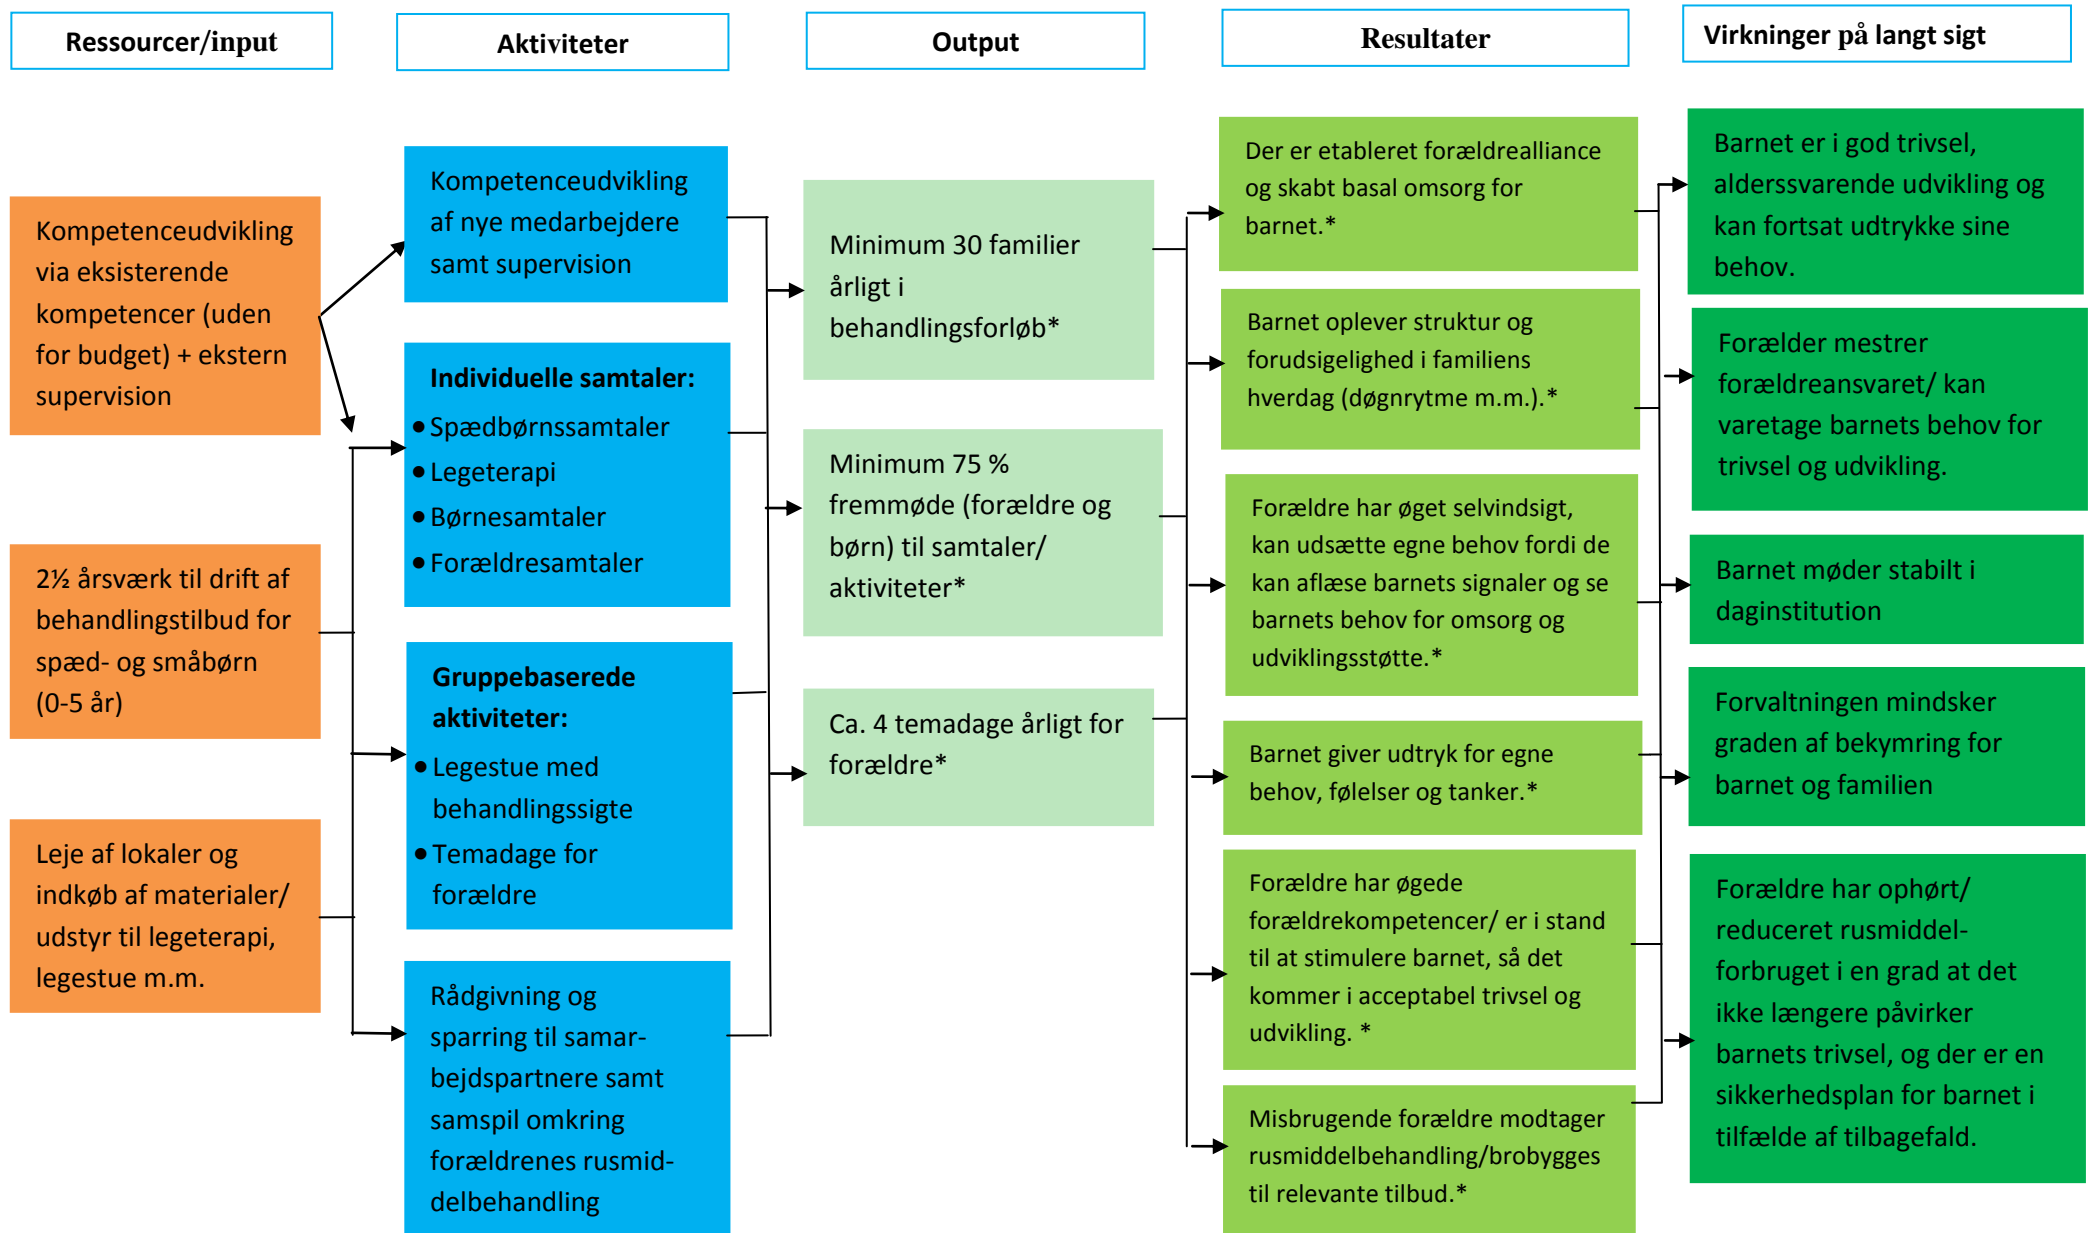 Ressourcer/input
Aktiviteter
Output
Resultater
Virkninger på langt sigt
Kompetenceudvikling
via eksisterende
kompetencer (uden
for budget) + ekstern
supervision
2½ årsværk til drift af
behandlingstilbud for
spæd- og småbørn
(0-5 år)
Leje af lokaler og
indkøb af materialer/
udstyr til legeterapi,
legestue m.m.
Kompetenceudvikling
af nye medarbejdere
samt supervision
Individuelle samtaler:
• Spædbørnssamtaler
• Legeterapi
• Børnesamtaler
• Forældresamtaler
Gruppebaserede
aktiviteter:
• Legestue med
behandlingssigte
• Temadage for
forældre
Rådgivning og
sparring til samar-
bejdspartnere samt
samspil omkring
forældrenes rusmid-
delbehandling
Minimum 30 familier
årligt i
behandlingsforløb*
Minimum 75 %
fremmøde (forældre og
børn) til samtaler/
aktiviteter*
Ca. 4 temadage årligt for
forældre*
Der er etableret forældrealliance
og skabt basal omsorg for
barnet.*
Barnet oplever struktur og
forudsigelighed i familiens
hverdag (døgnrytme m.m.).*
Forældre har øget selvindsigt,
kan udsætte egne behov fordi de
kan aflæse barnets signaler og se
barnets behov for omsorg og
udviklingsstøtte.*
Barnet giver udtryk for egne
behov, følelser og tanker.*
Forældre har øgede
forældrekompetencer/ er i stand
til at stimulere barnet, så det
kommer i acceptabel trivsel og
udvikling. *
Misbrugende forældre modtager
rusmiddelbehandling/brobygges
til relevante tilbud.*
Barnet er i god trivsel,
alderssvarende udvikling og
kan fortsat udtrykke sine
behov.
Forælder mestrer
forældreansvaret/ kan
varetage barnets behov for
trivsel og udvikling.
Barnet møder stabilt i
daginstitution
Forvaltningen mindsker
graden af bekymring for
barnet og familien
Forældre har ophørt/
reduceret rusmiddel-
forbruget i en grad at det
ikke længere påvirker
barnets trivsel, og der er en
sikkerhedsplan for barnet i
tilfælde af tilbagefald.